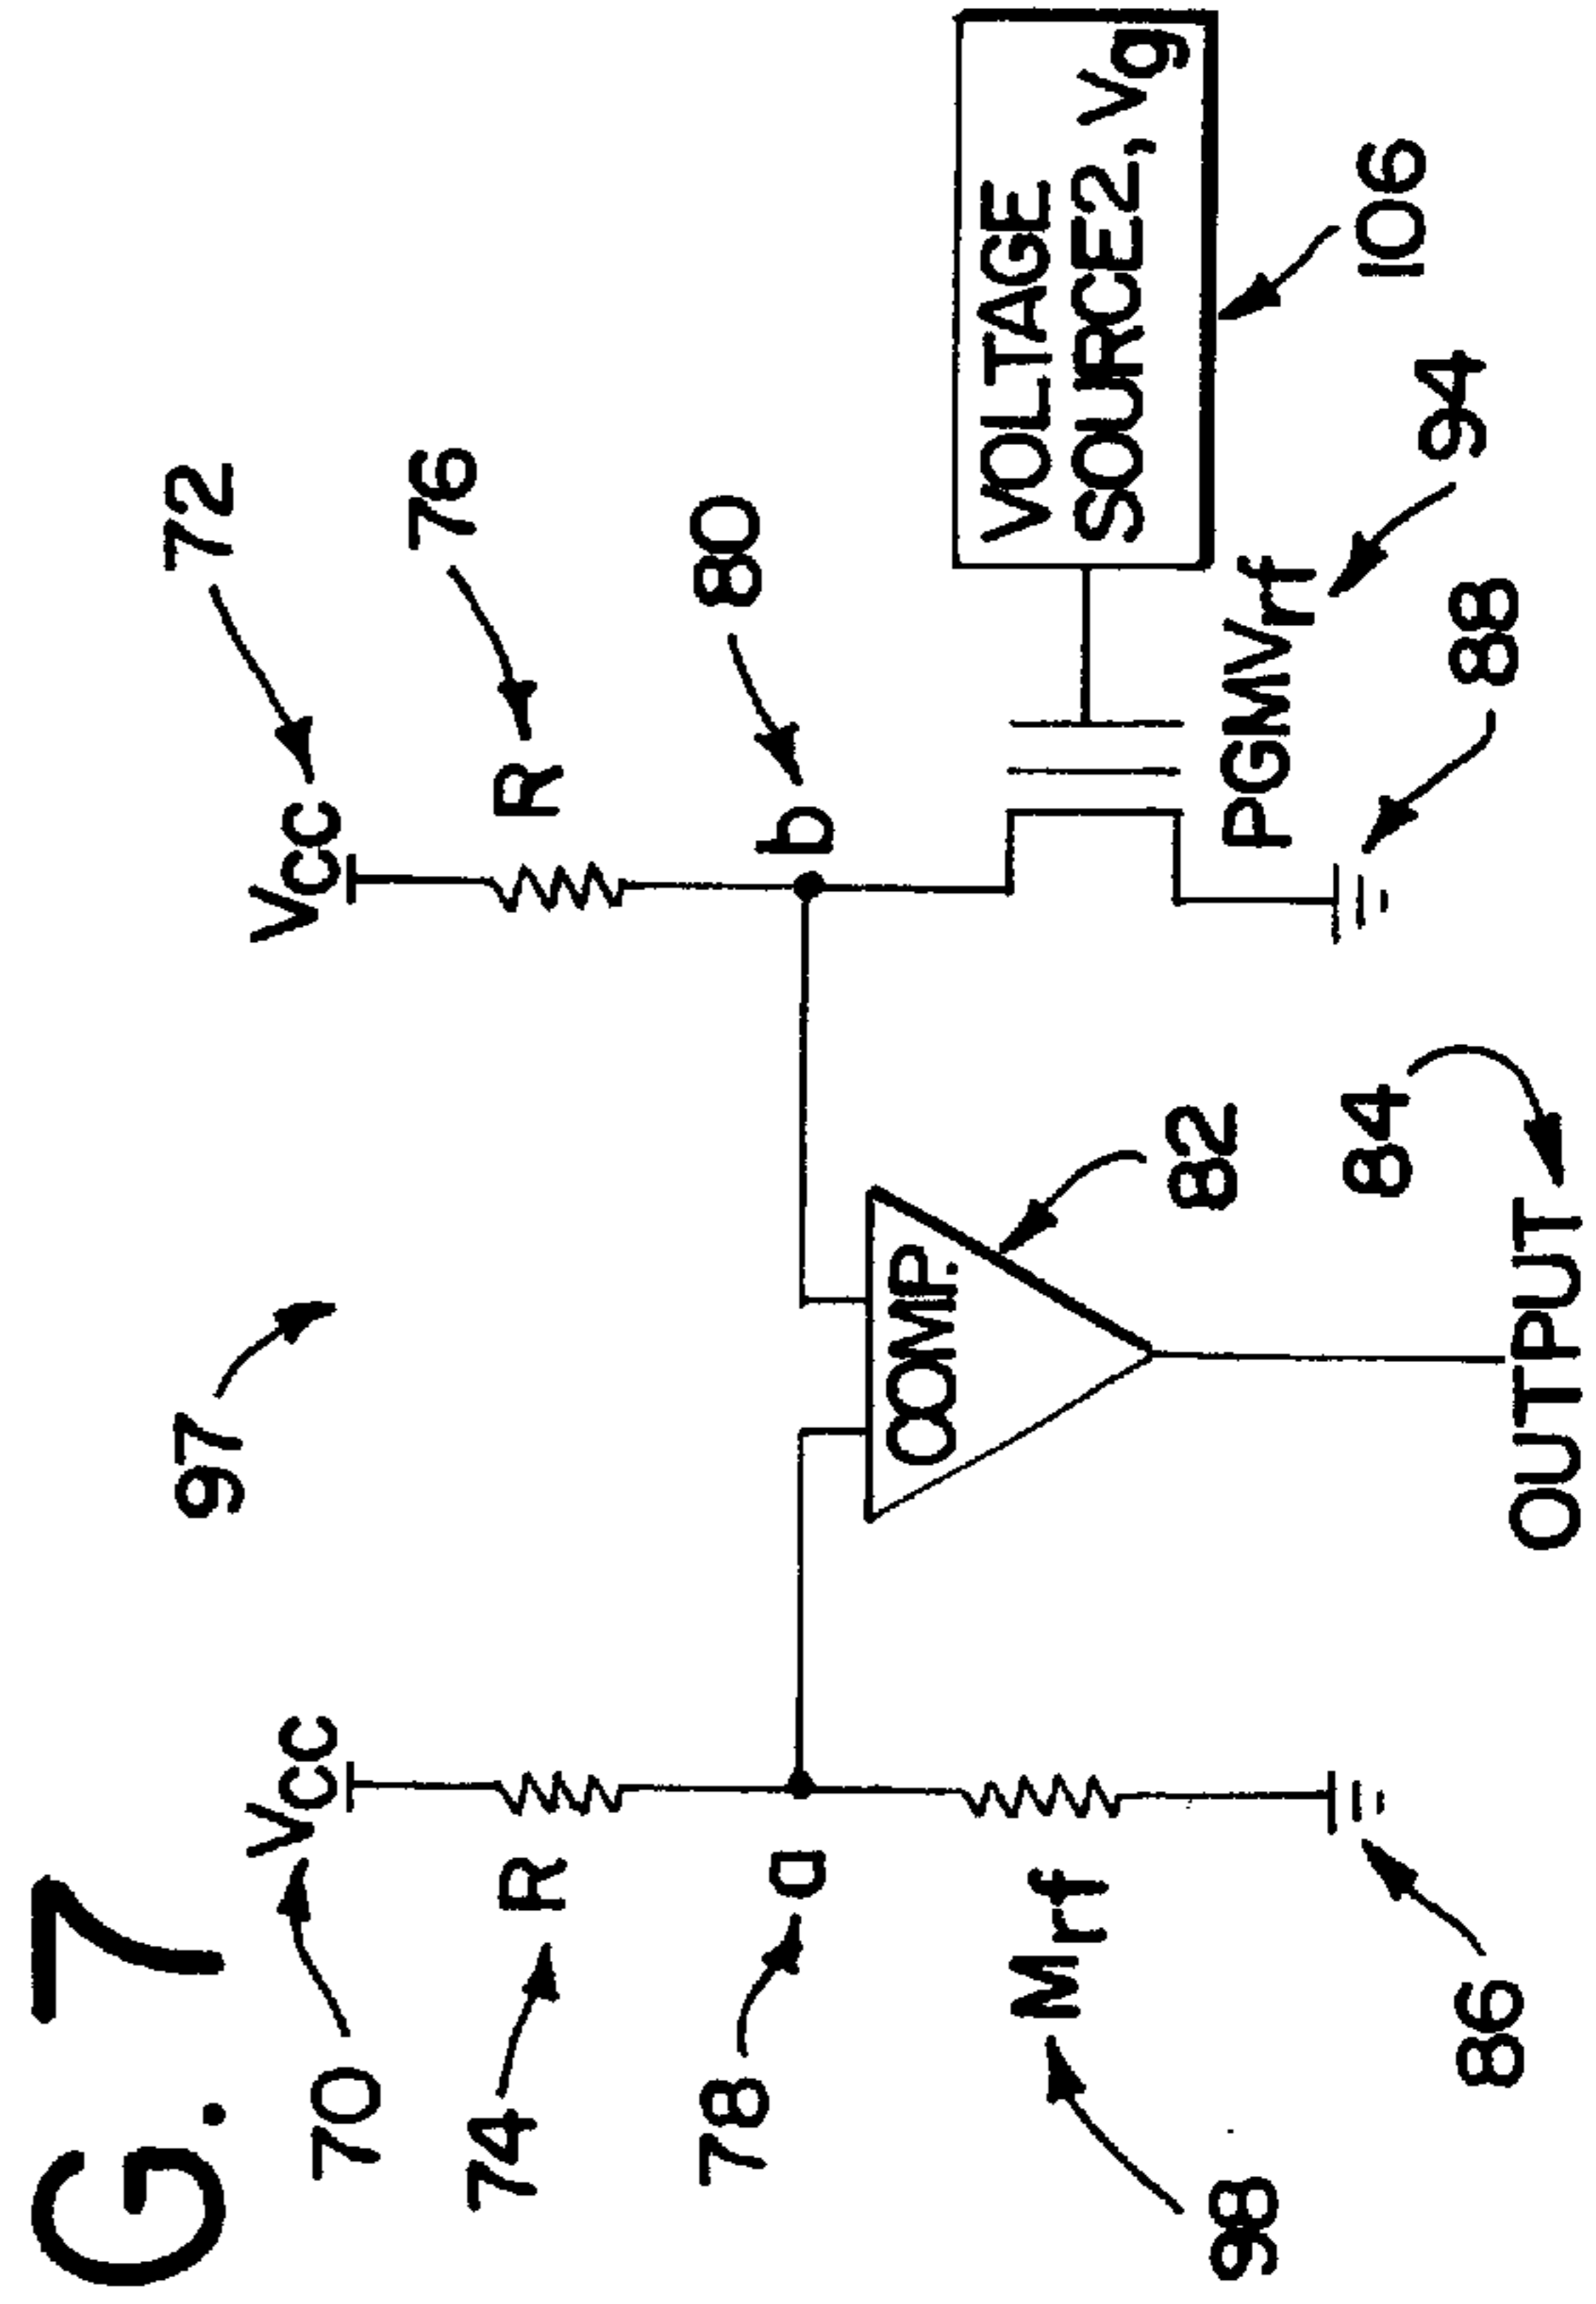 G. 7
97
72
70
Vcc
Vcc
76
74
R
R
80
78
a
b
COMP.
VOLTAGE
SOURCE2, Vg
82
98
Mrf
PGMVrf
106
84
94
86
88
OUTPUT